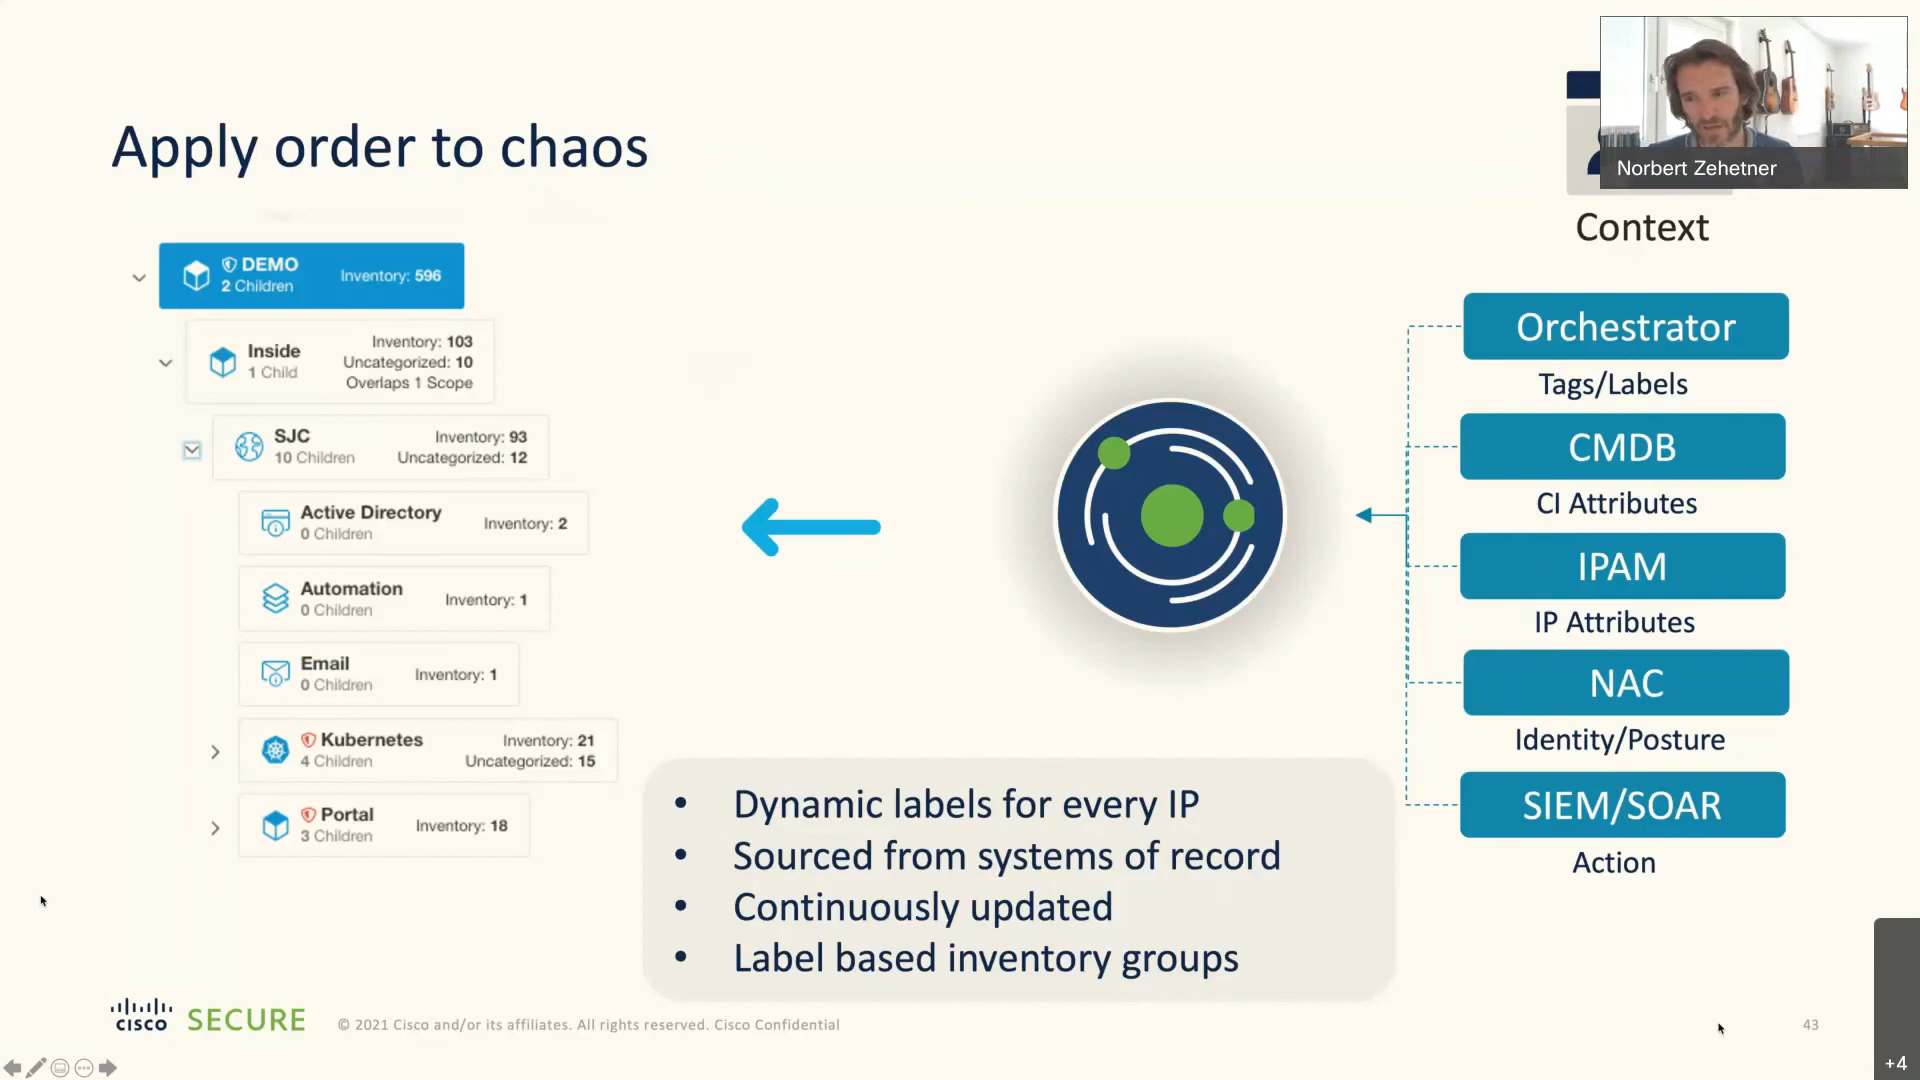 Apply order to chaos
Norbert Zehetner
Context
DEMO
2 Children
Inventory: 596
Inside
1 Child
Inventory: 103
Uncategorized: 10
Overlaps 1 Scope
SJC
10 Children
Inventory: 93
Uncategorized: 12
Active Directory
0 Children
Inventory: 2
Automation
0 Children
Inventory: 1
Email
0 Children
Inventory: 1
Kubernetes
4 Children
Inventory: 21
Uncategorized: 15
Portal
3 Children
Inventory: 18
Orchestrator
Tags/Labels
CMDB
CI Attributes
IPAM
IP Attributes
NAC
Identity/Posture
SIEM/SOAR
Action
• Dynamic labels for every IP
• Sourced from systems of record
• Continuously updated
• Label based inventory groups
CISCO SECURE
© 2021 Cisco and/or its affiliates. All rights reserved. Cisco Confidential
43
+4